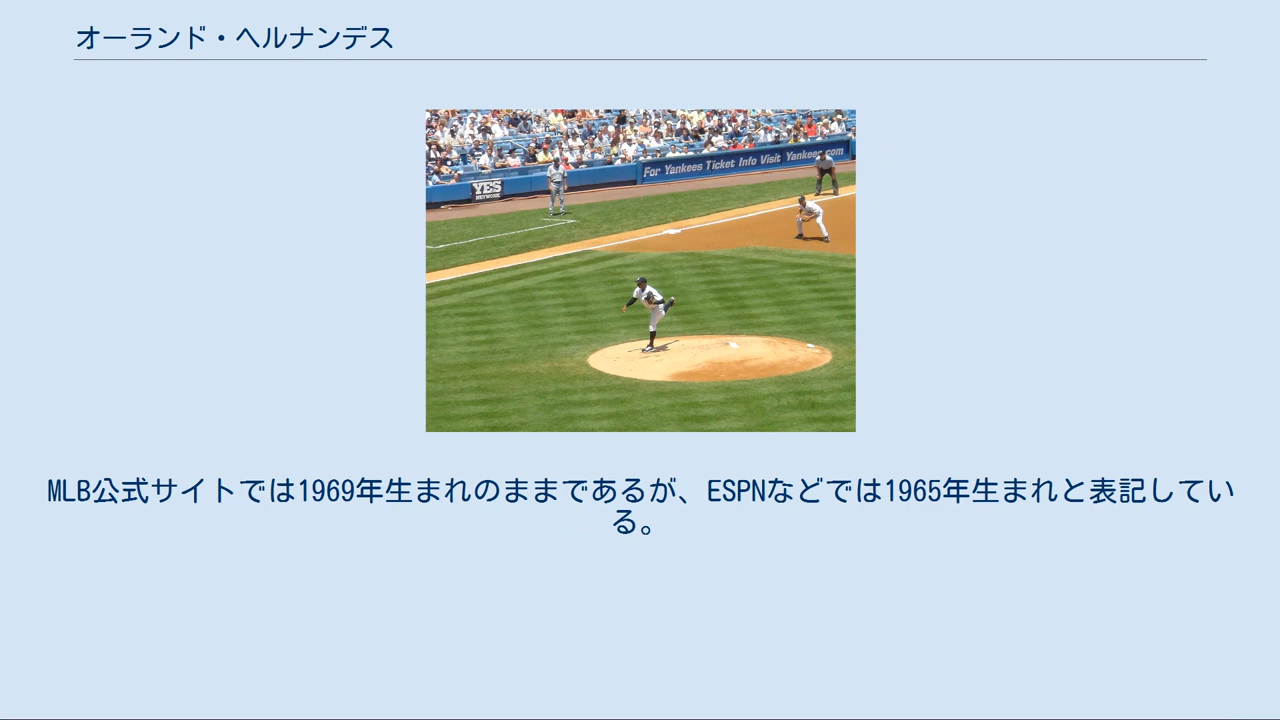 オーランド・ヘルナンデス
For Yankees Ticket Info Visit Yankees.com
YES
NETWORK
MLB公式サイトでは1969年生まれのままであるが、ESPNなどでは1965年生まれと表記してい
る。